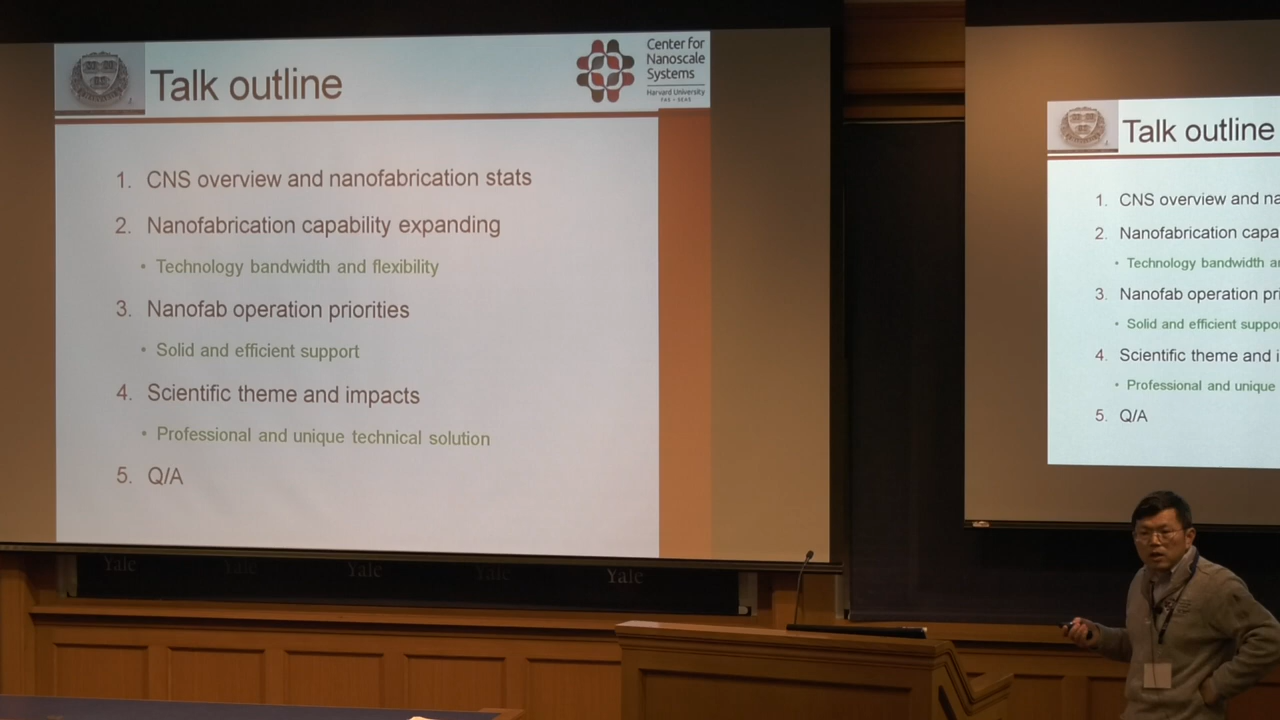 Talk outline
Center for
Nanoscale
Systems
Harvard University
FAS • SEAS
1. CNS overview and nanofabrication stats
2. Nanofabrication capability expanding
• Technology bandwidth and flexibility
3. Nanofab operation priorities
• Solid and efficient support
4. Scientific theme and impacts
• Professional and unique technical solution
5. Q/A
Yale Yale Yale Yale Yale
Talk outline
1. CNS overview and na
2. Nanofabrication capa
• Technology bandwidth a
3. Nanofab operation pri
• Solid and efficient suppo
4. Scientific theme and i
• Professional and unique
5. Q/A